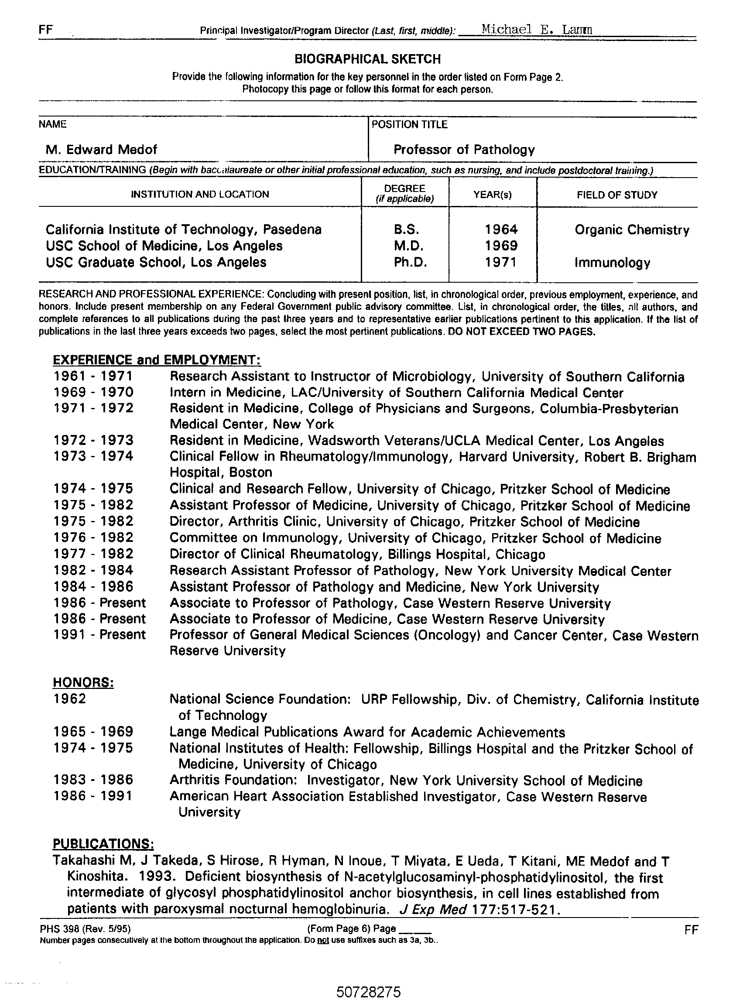 FF Principal Investigator/Program Director (Last, first, middle): Michael E. Lamm
BIOGRAPHICAL SKETCH
Provide the following information for the key personnel in the order listed on Form Page 2.
Photocopy this page or follow this format for each person.
NAME POSITION TITLE
M. Edward Medof Professor of Pathology
EDUCATION/TRAINING (Begin with baccalaureate or other initial professional education, such as nursing, and include postdoctoral training.)
INSTITUTION AND LOCATION DEGREE (if applicable) YEAR(s) FIELD OF STUDY
California Institute of Technology, Pasedena B.S. 1964 Organic Chemistry
USC School of Medicine, Los Angeles M.D. 1969
USC Graduate School, Los Angeles Ph.D. 1971 Immunology
RESEARCH AND PROFESSIONAL EXPERIENCE: Concluding with present position, list, in chronological order, previous employment, experience, and
honors. Include present membership on any Federal Government public advisory committee. List, in chronological order, the titles, all authors, and
complete references to all publications during the past three years and to representative earlier publications pertinent to this application. If the list of
publications in the last three years exceeds two pages, select the most pertinent publications. DO NOT EXCEED TWO PAGES.
EXPERIENCE and EMPLOYMENT:
1961 - 1971 Research Assistant to Instructor of Microbiology, University of Southern California
1969 - 1970 Intern in Medicine, LAC/University of Southern California Medical Center
1971 - 1972 Resident in Medicine, College of Physicians and Surgeons, Columbia-Presbyterian
Medical Center, New York
1972 - 1973 Resident in Medicine, Wadsworth Veterans/UCLA Medical Center, Los Angeles
1973 - 1974 Clinical Fellow in Rheumatology/Immunology, Harvard University, Robert B. Brigham
Hospital, Boston
1974 - 1975 Clinical and Research Fellow, University of Chicago, Pritzker School of Medicine
1975 - 1982 Assistant Professor of Medicine, University of Chicago, Pritzker School of Medicine
1975 - 1982 Director, Arthritis Clinic, University of Chicago, Pritzker School of Medicine
1976 - 1982 Committee on Immunology, University of Chicago, Pritzker School of Medicine
1977 - 1982 Director of Clinical Rheumatology, Billings Hospital, Chicago
1982 - 1984 Research Assistant Professor of Pathology, New York University Medical Center
1984 - 1986 Assistant Professor of Pathology and Medicine, New York University
1986 - Present Associate to Professor of Pathology, Case Western Reserve University
1986 - Present Associate to Professor of Medicine, Case Western Reserve University
1991 - Present Professor of General Medical Sciences (Oncology) and Cancer Center, Case Western
Reserve University
HONORS:
1962 National Science Foundation: URP Fellowship, Div. of Chemistry, California Institute
of Technology
1965 - 1969 Lange Medical Publications Award for Academic Achievements
1974 - 1975 National Institutes of Health: Fellowship, Billings Hospital and the Pritzker School of
Medicine, University of Chicago
1983 - 1986 Arthritis Foundation: Investigator, New York University School of Medicine
1986 - 1991 American Heart Association Established Investigator, Case Western Reserve
University
PUBLICATIONS:
Takahashi M, J Takeda, S Hirose, R Hyman, N Inoue, T Miyata, E Ueda, T Kitani, ME Medof and T
Kinoshita. 1993. Deficient biosynthesis of N-acetylglucosaminyl-phosphatidylinositol, the first
intermediate of glycosyl phosphatidylinositol anchor biosynthesis, in cell lines established from
patients with paroxysmal nocturnal hemoglobinuria. J Exp Med 177:517-521.
PHS 398 (Rev. 5/95) (Form Page 6) Page ____ FF
Number pages consecutively at the bottom throughout the application. Do not use suffixes such as 3a, 3b..
50728275